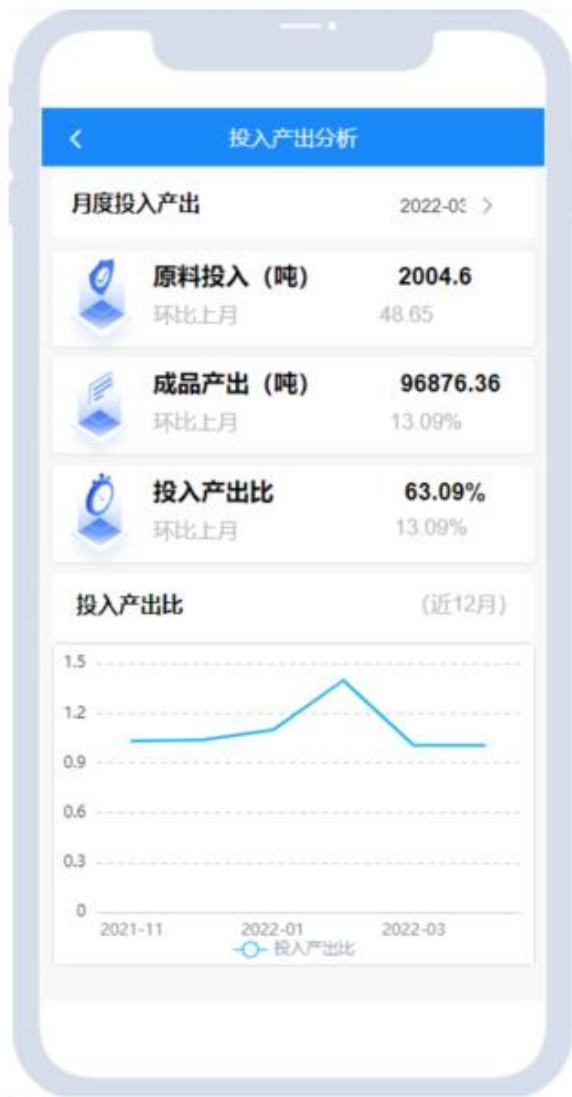 投入产出分析
月度投入产出 2022-03
原料投入（吨） 2004.6
环比上月 48.65
成品产出（吨） 96876.36
环比上月 13.09%
投入产出比 63.09%
环比上月 13.09%
投入产出比 (近12月)
1.5
1.2
0.9
0.6
0.3
0
2021-11 2022-01 2022-03
投入产出比